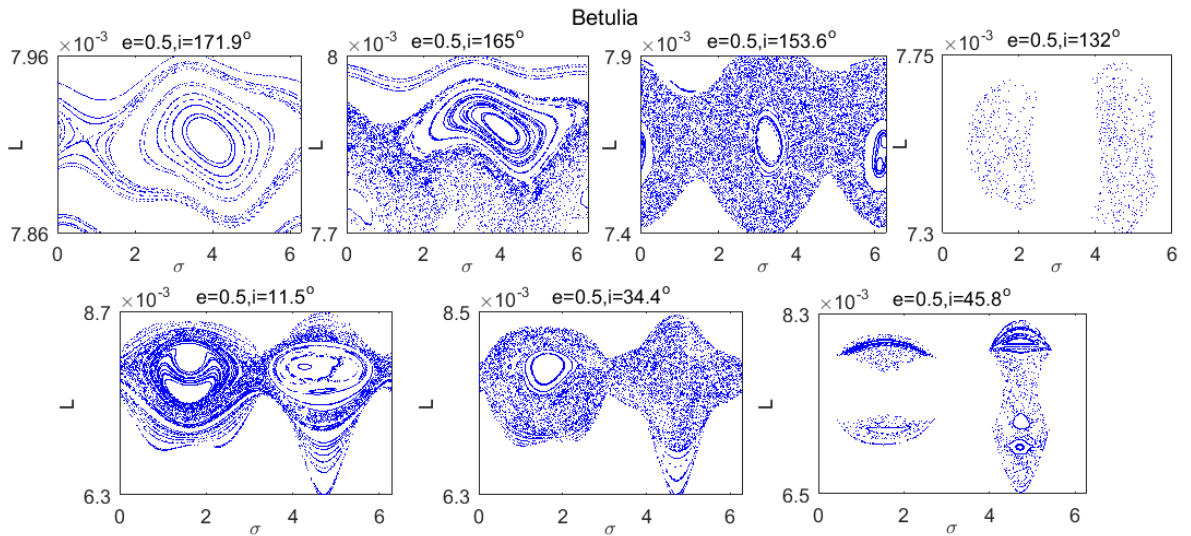 Betulia
×10⁻³ e=0.5,i=171.9°
7.96
L
7.86
0 2 4 6
σ
×10⁻³ e=0.5,i=165°
8
L
7.7
0 2 4 6
σ
×10⁻³ e=0.5,i=153.6°
7.9
L
7.4
0 2 4 6
σ
×10⁻³ e=0.5,i=132°
7.75
L
7.3
0 2 4 6
σ
×10⁻³ e=0.5,i=11.5°
8.7
L
6.3
0 2 4 6
σ
×10⁻³ e=0.5,i=34.4°
8.5
L
6.3
0 2 4 6
σ
×10⁻³ e=0.5,i=45.8°
8.3
L
6.5
0 2 4 6
σ